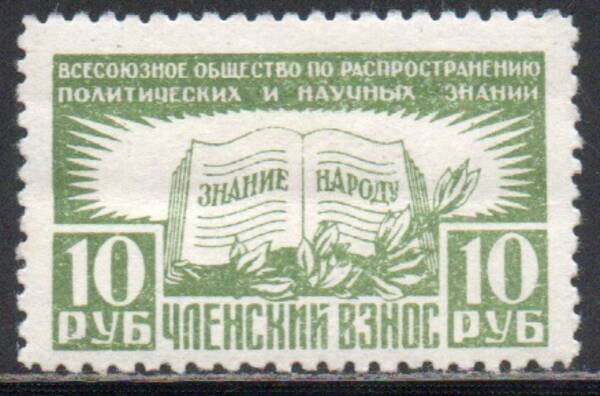 ВСЕСОЮЗНОЕ ОБЩЕСТВО ПО РАСПРОСТРАНЕНИЮ
ПОЛИТИЧЕСКИХ И НАУЧНЫХ ЗНАНИЙ
ЗНАНИЕ НАРОДУ
10 РУБ
ЧЛЕНСКИЙ ВЗНОС
10 РУБ